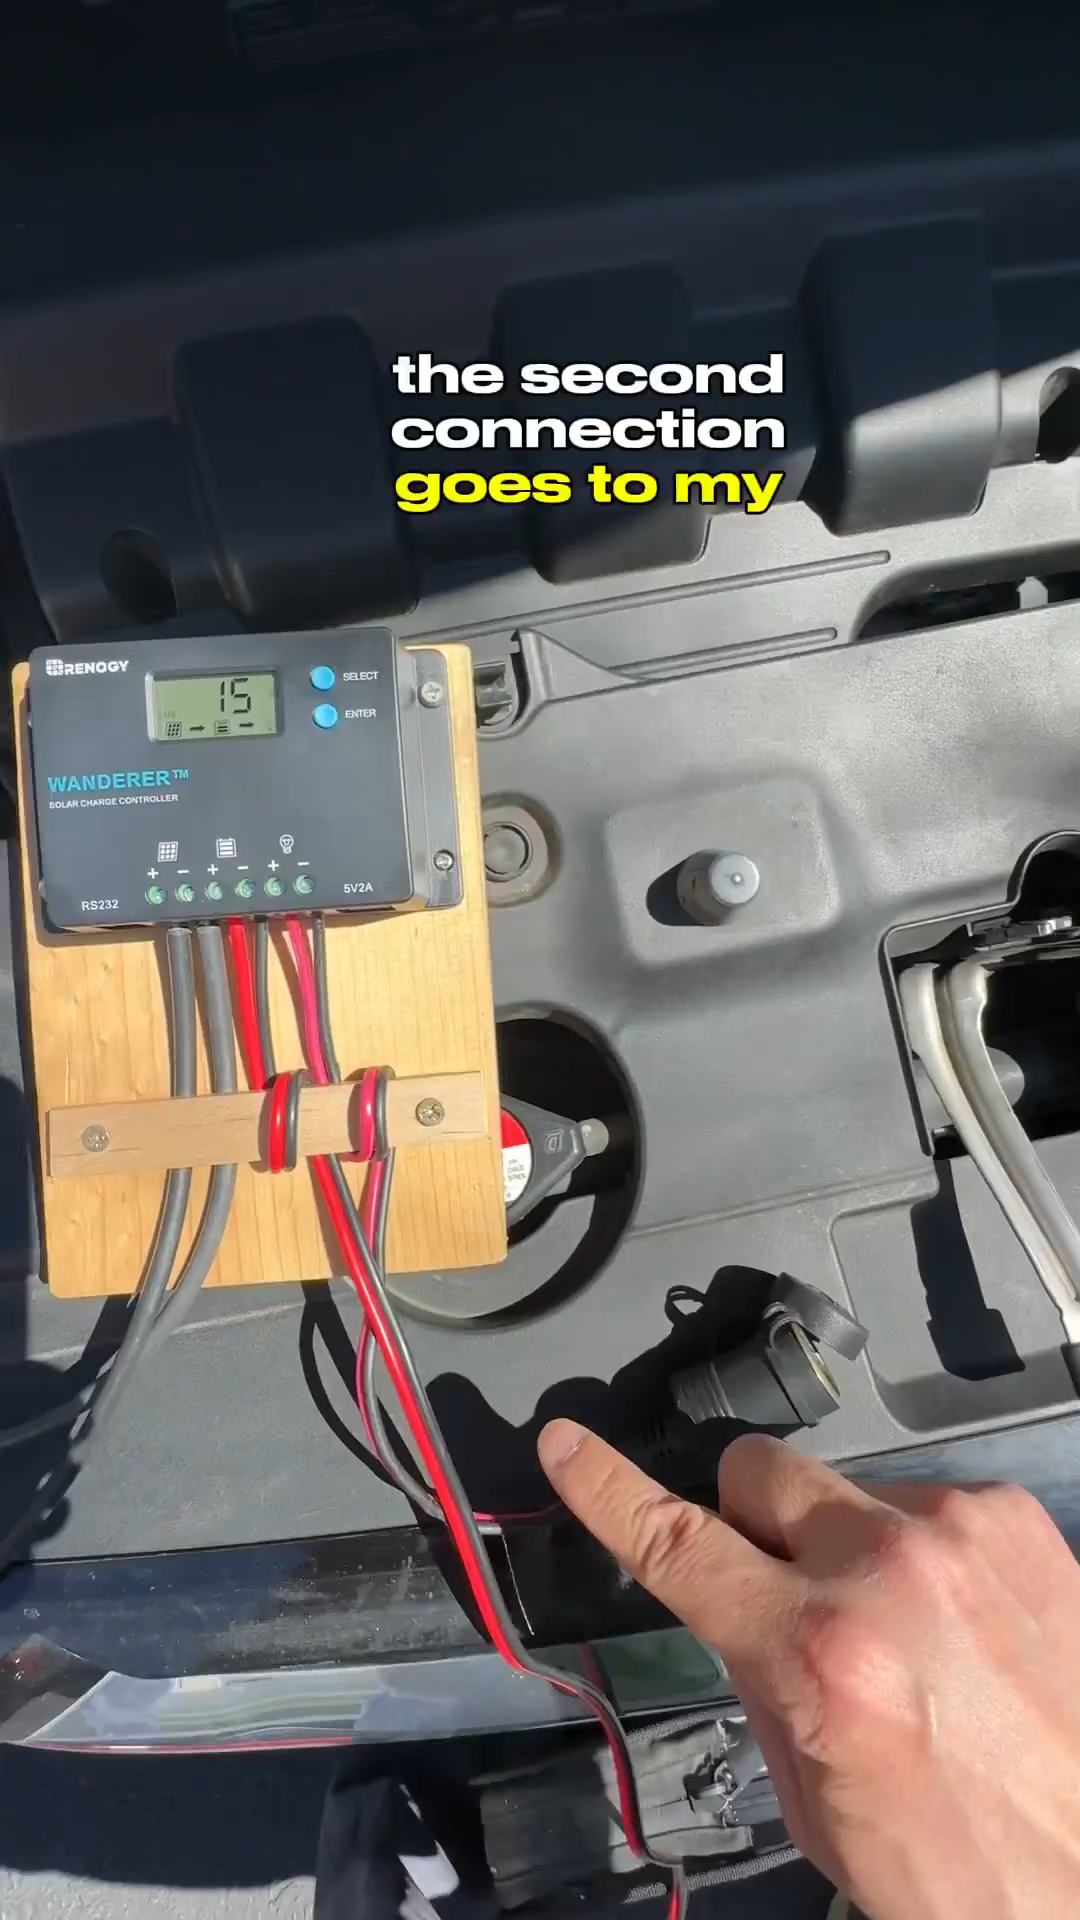 the second
connection
goes to my
RENOGY
15
SELECT
ENTER
WANDERER™
SOLAR CHARGE CONTROLLER
+ − + − + −
RS232
5V2A